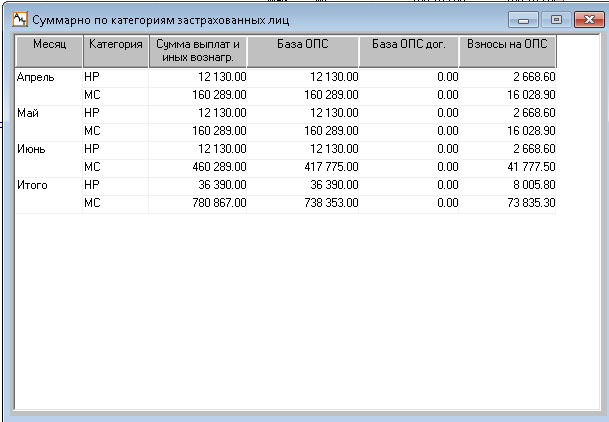 Суммарно по категориям застрахованных лиц
Месяц Категория Сумма выплат и иных вознагр. База ОПС База ОПС дог. Взносы на ОПС
Апрель НР 12 130.00 12 130.00 0.00 2 668.60
МС 160 289.00 160 289.00 0.00 16 028.90
Май НР 12 130.00 12 130.00 0.00 2 668.60
МС 160 289.00 160 289.00 0.00 16 028.90
Июнь НР 12 130.00 12 130.00 0.00 2 668.60
МС 460 289.00 417 775.00 0.00 41 777.50
Итого НР 36 390.00 36 390.00 0.00 8 005.80
МС 780 867.00 738 353.00 0.00 73 835.30